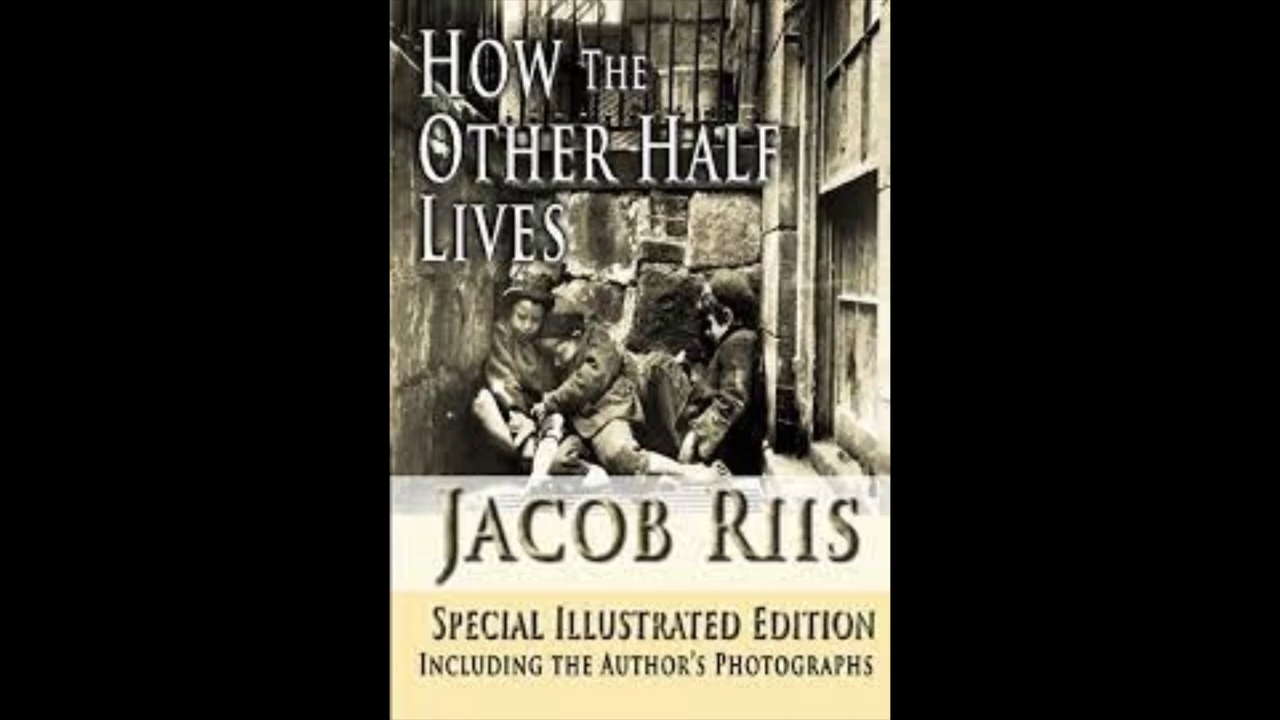 How The
Other Half
Lives
Jacob Riis
Special Illustrated Edition
Including the Author's Photographs